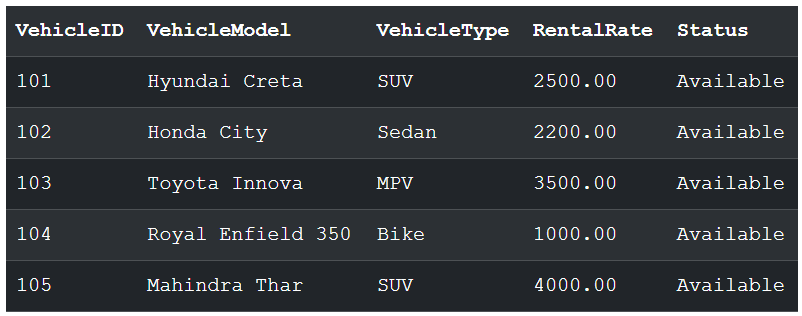 VehicleID VehicleModel VehicleType RentalRate Status
101 Hyundai Creta SUV 2500.00 Available
102 Honda City Sedan 2200.00 Available
103 Toyota Innova MPV 3500.00 Available
104 Royal Enfield 350 Bike 1000.00 Available
105 Mahindra Thar SUV 4000.00 Available